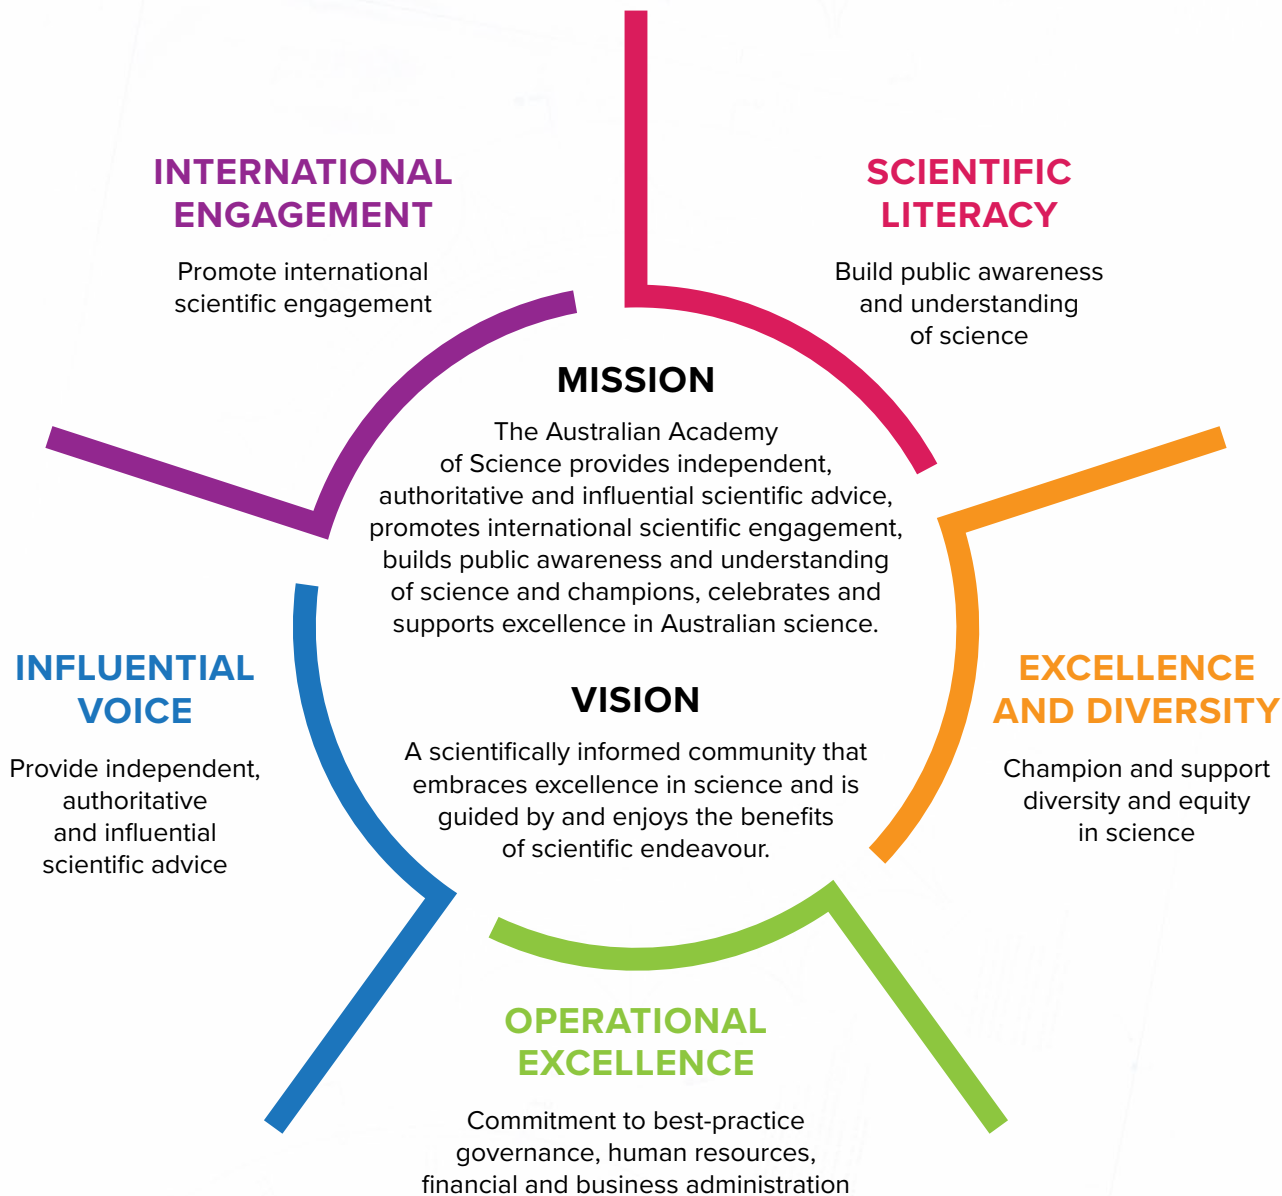 INTERNATIONAL
ENGAGEMENT
Promote international
scientific engagement
SCIENTIFIC
LITERACY
Build public awareness
and understanding
of science
MISSION
The Australian Academy
of Science provides independent,
authoritative and influential scientific advice,
promotes international scientific engagement,
builds public awareness and understanding
of science and champions, celebrates and
supports excellence in Australian science.
VISION
A scientifically informed community that
embraces excellence in science and is
guided by and enjoys the benefits
of scientific endeavour.
INFLUENTIAL
VOICE
Provide independent,
authoritative
and influential
scientific advice
EXCELLENCE
AND DIVERSITY
Champion and support
diversity and equity
in science
OPERATIONAL
EXCELLENCE
Commitment to best-practice
governance, human resources,
financial and business administration